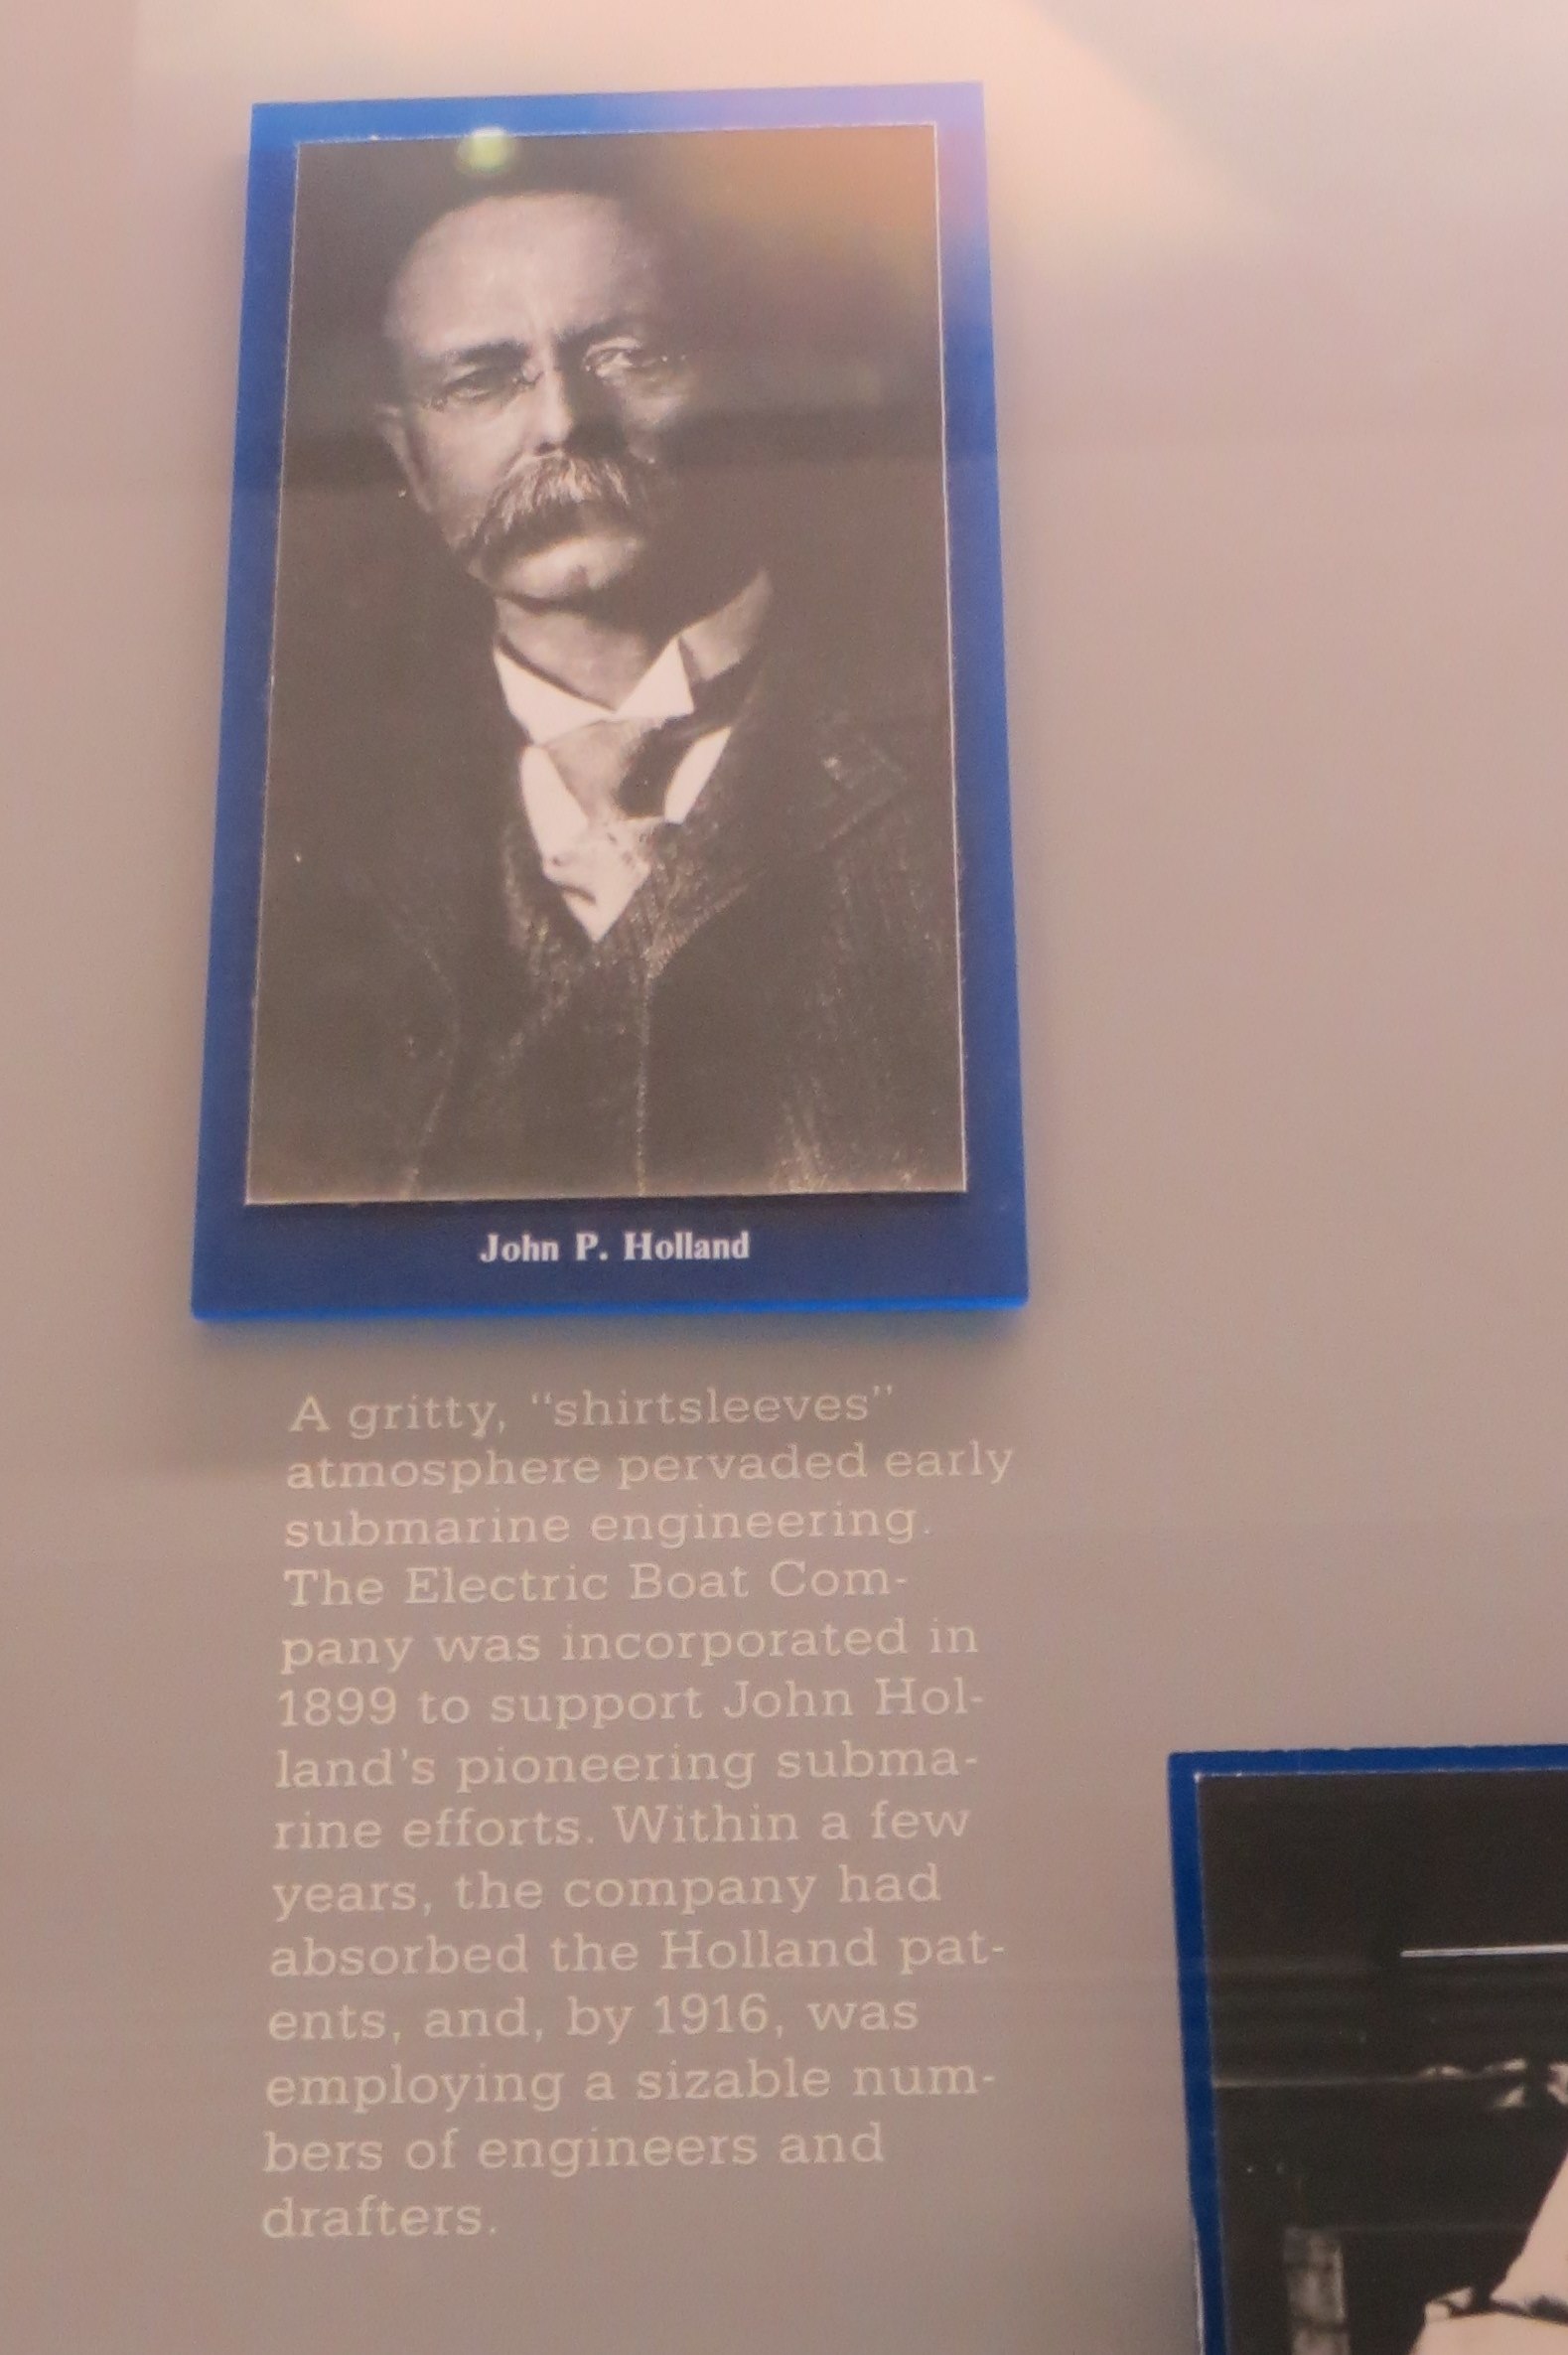 John P. Holland
A gritty, “shirtsleeves”
atmosphere pervaded early
submarine engineering.
The Electric Boat Com-
pany was incorporated in
1899 to support John Hol-
land's pioneering subma-
rine efforts. Within a few
years, the company had
absorbed the Holland pat-
ents, and, by 1916, was
employing a sizable num-
bers of engineers and
drafters.